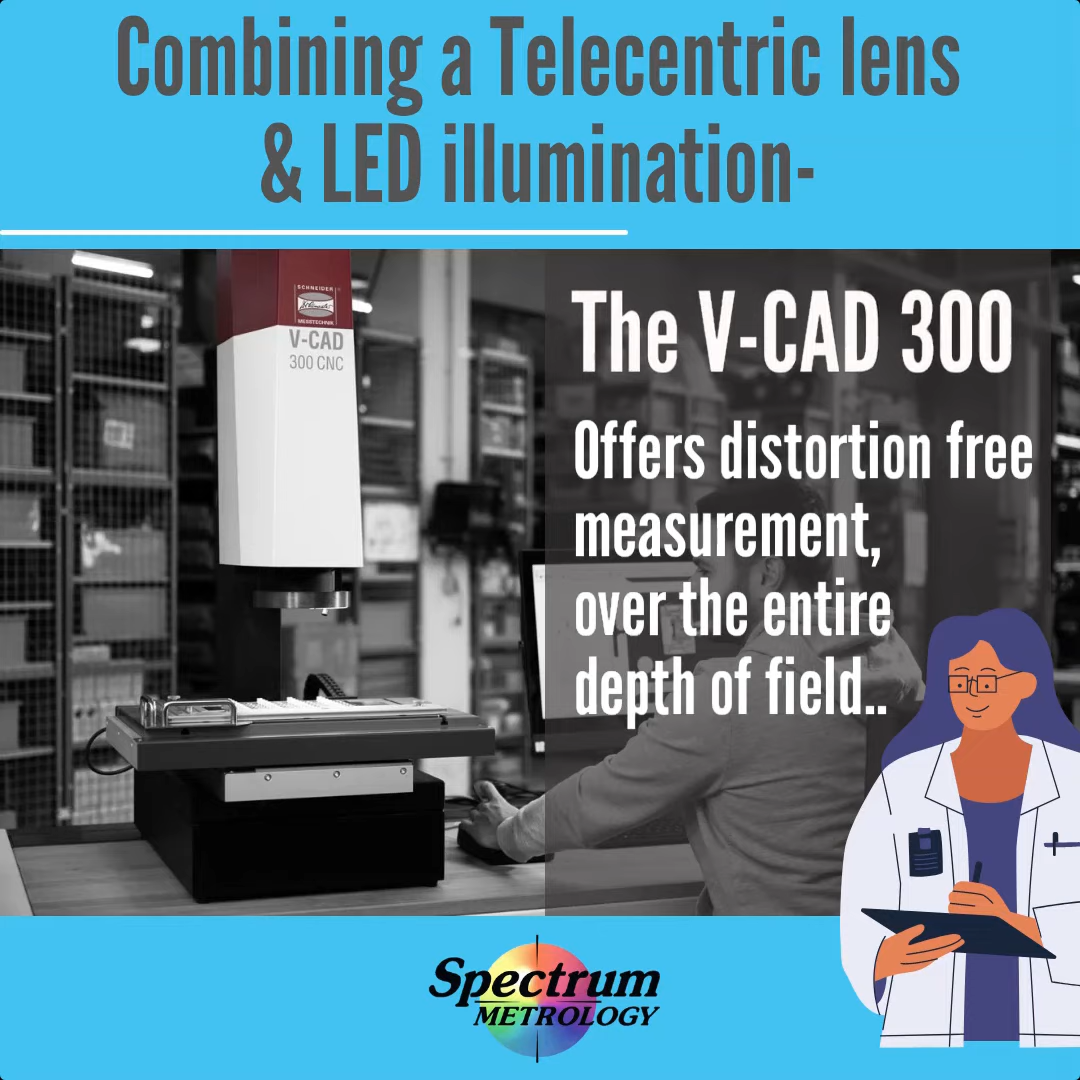 Combining a Telecentric lens
& LED illumination-
SCHNEIDER
MESSTECHNIK
V-CAD
300 CNC
The V-CAD 300
Offers distortion free
measurement,
over the entire
depth of field..
Spectrum
METROLOGY